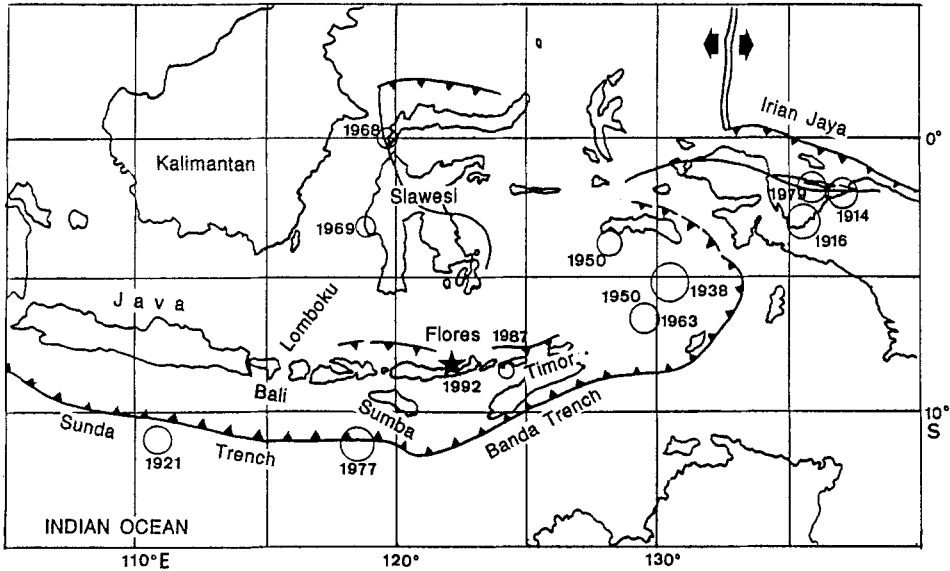 Irian Jaya
1968
0°
Kalimantan
Slawesi
1979
1914
1969
1916
1950
Java
Lomboku
1950
1938
1963
Flores
1987
Timor
1992
Bali
Sumba
Banda Trench
10°
S
Sunda
Trench
1921
1977
INDIAN OCEAN
110°E
120°
130°